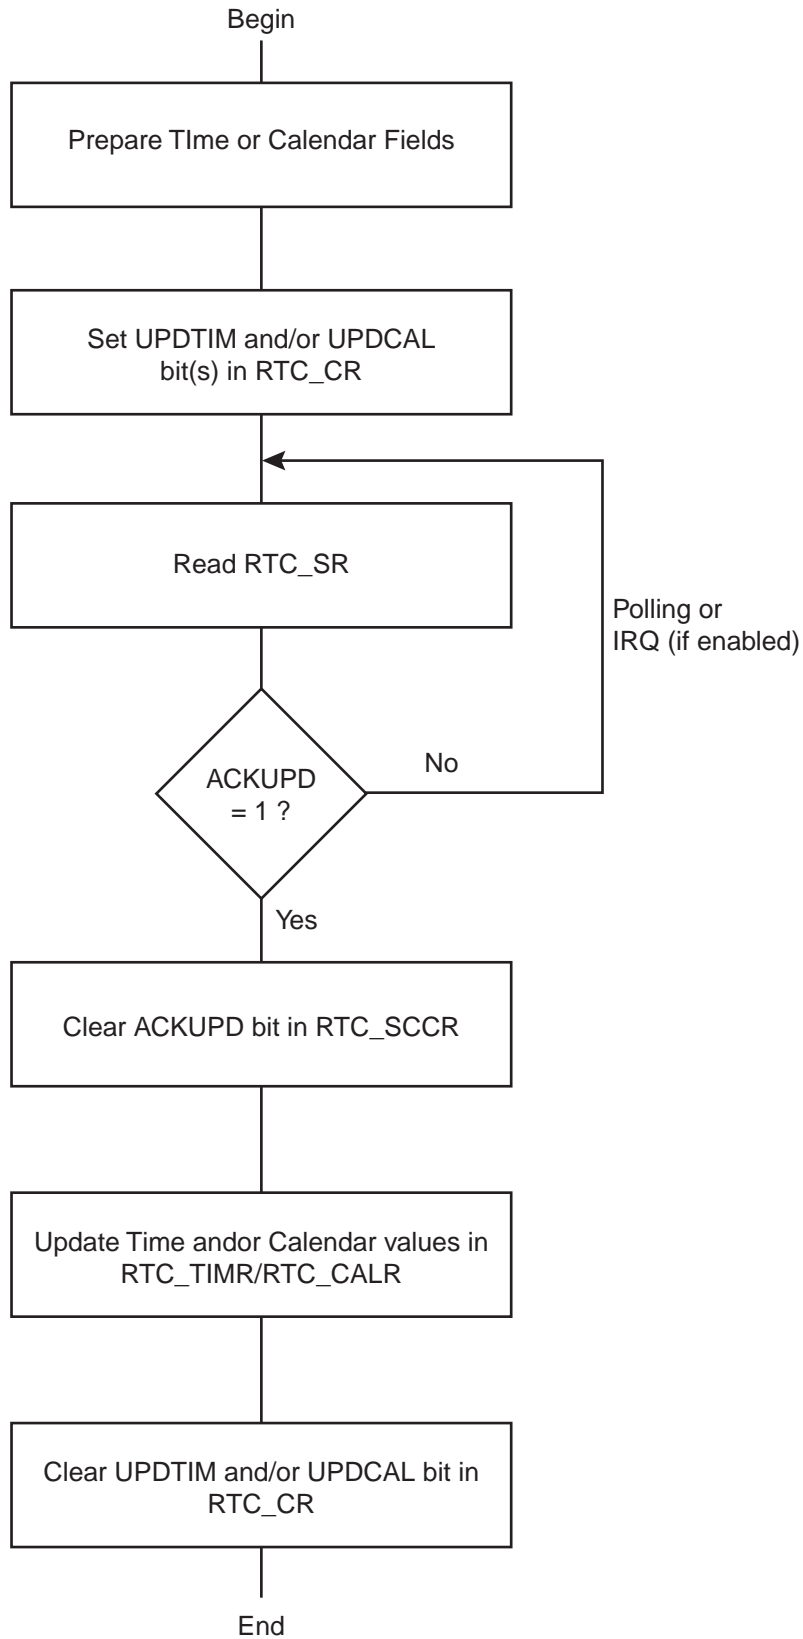 Begin
Prepare TIme or Calendar Fields
Set UPDTIM and/or UPDCAL
bit(s) in RTC_CR
Read RTC_SR
Polling or
IRQ (if enabled)
ACKUPD
= 1 ?
No
Yes
Clear ACKUPD bit in RTC_SCCR
Update Time andor Calendar values in
RTC_TIMR/RTC_CALR
Clear UPDTIM and/or UPDCAL bit in
RTC_CR
End